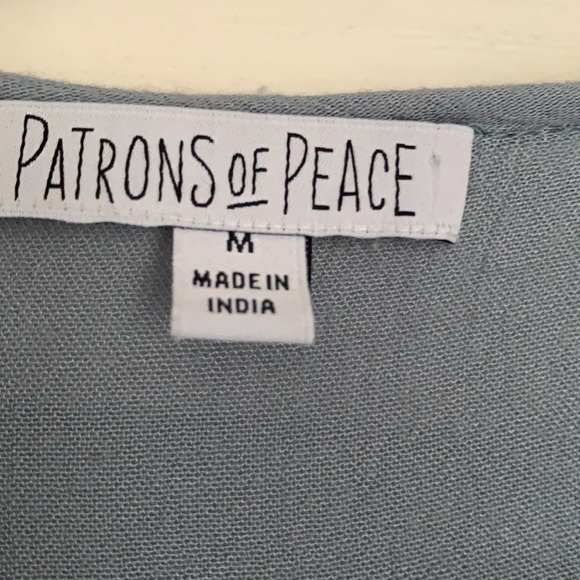 PATRONS OF PEACE
M
MADE IN
INDIA